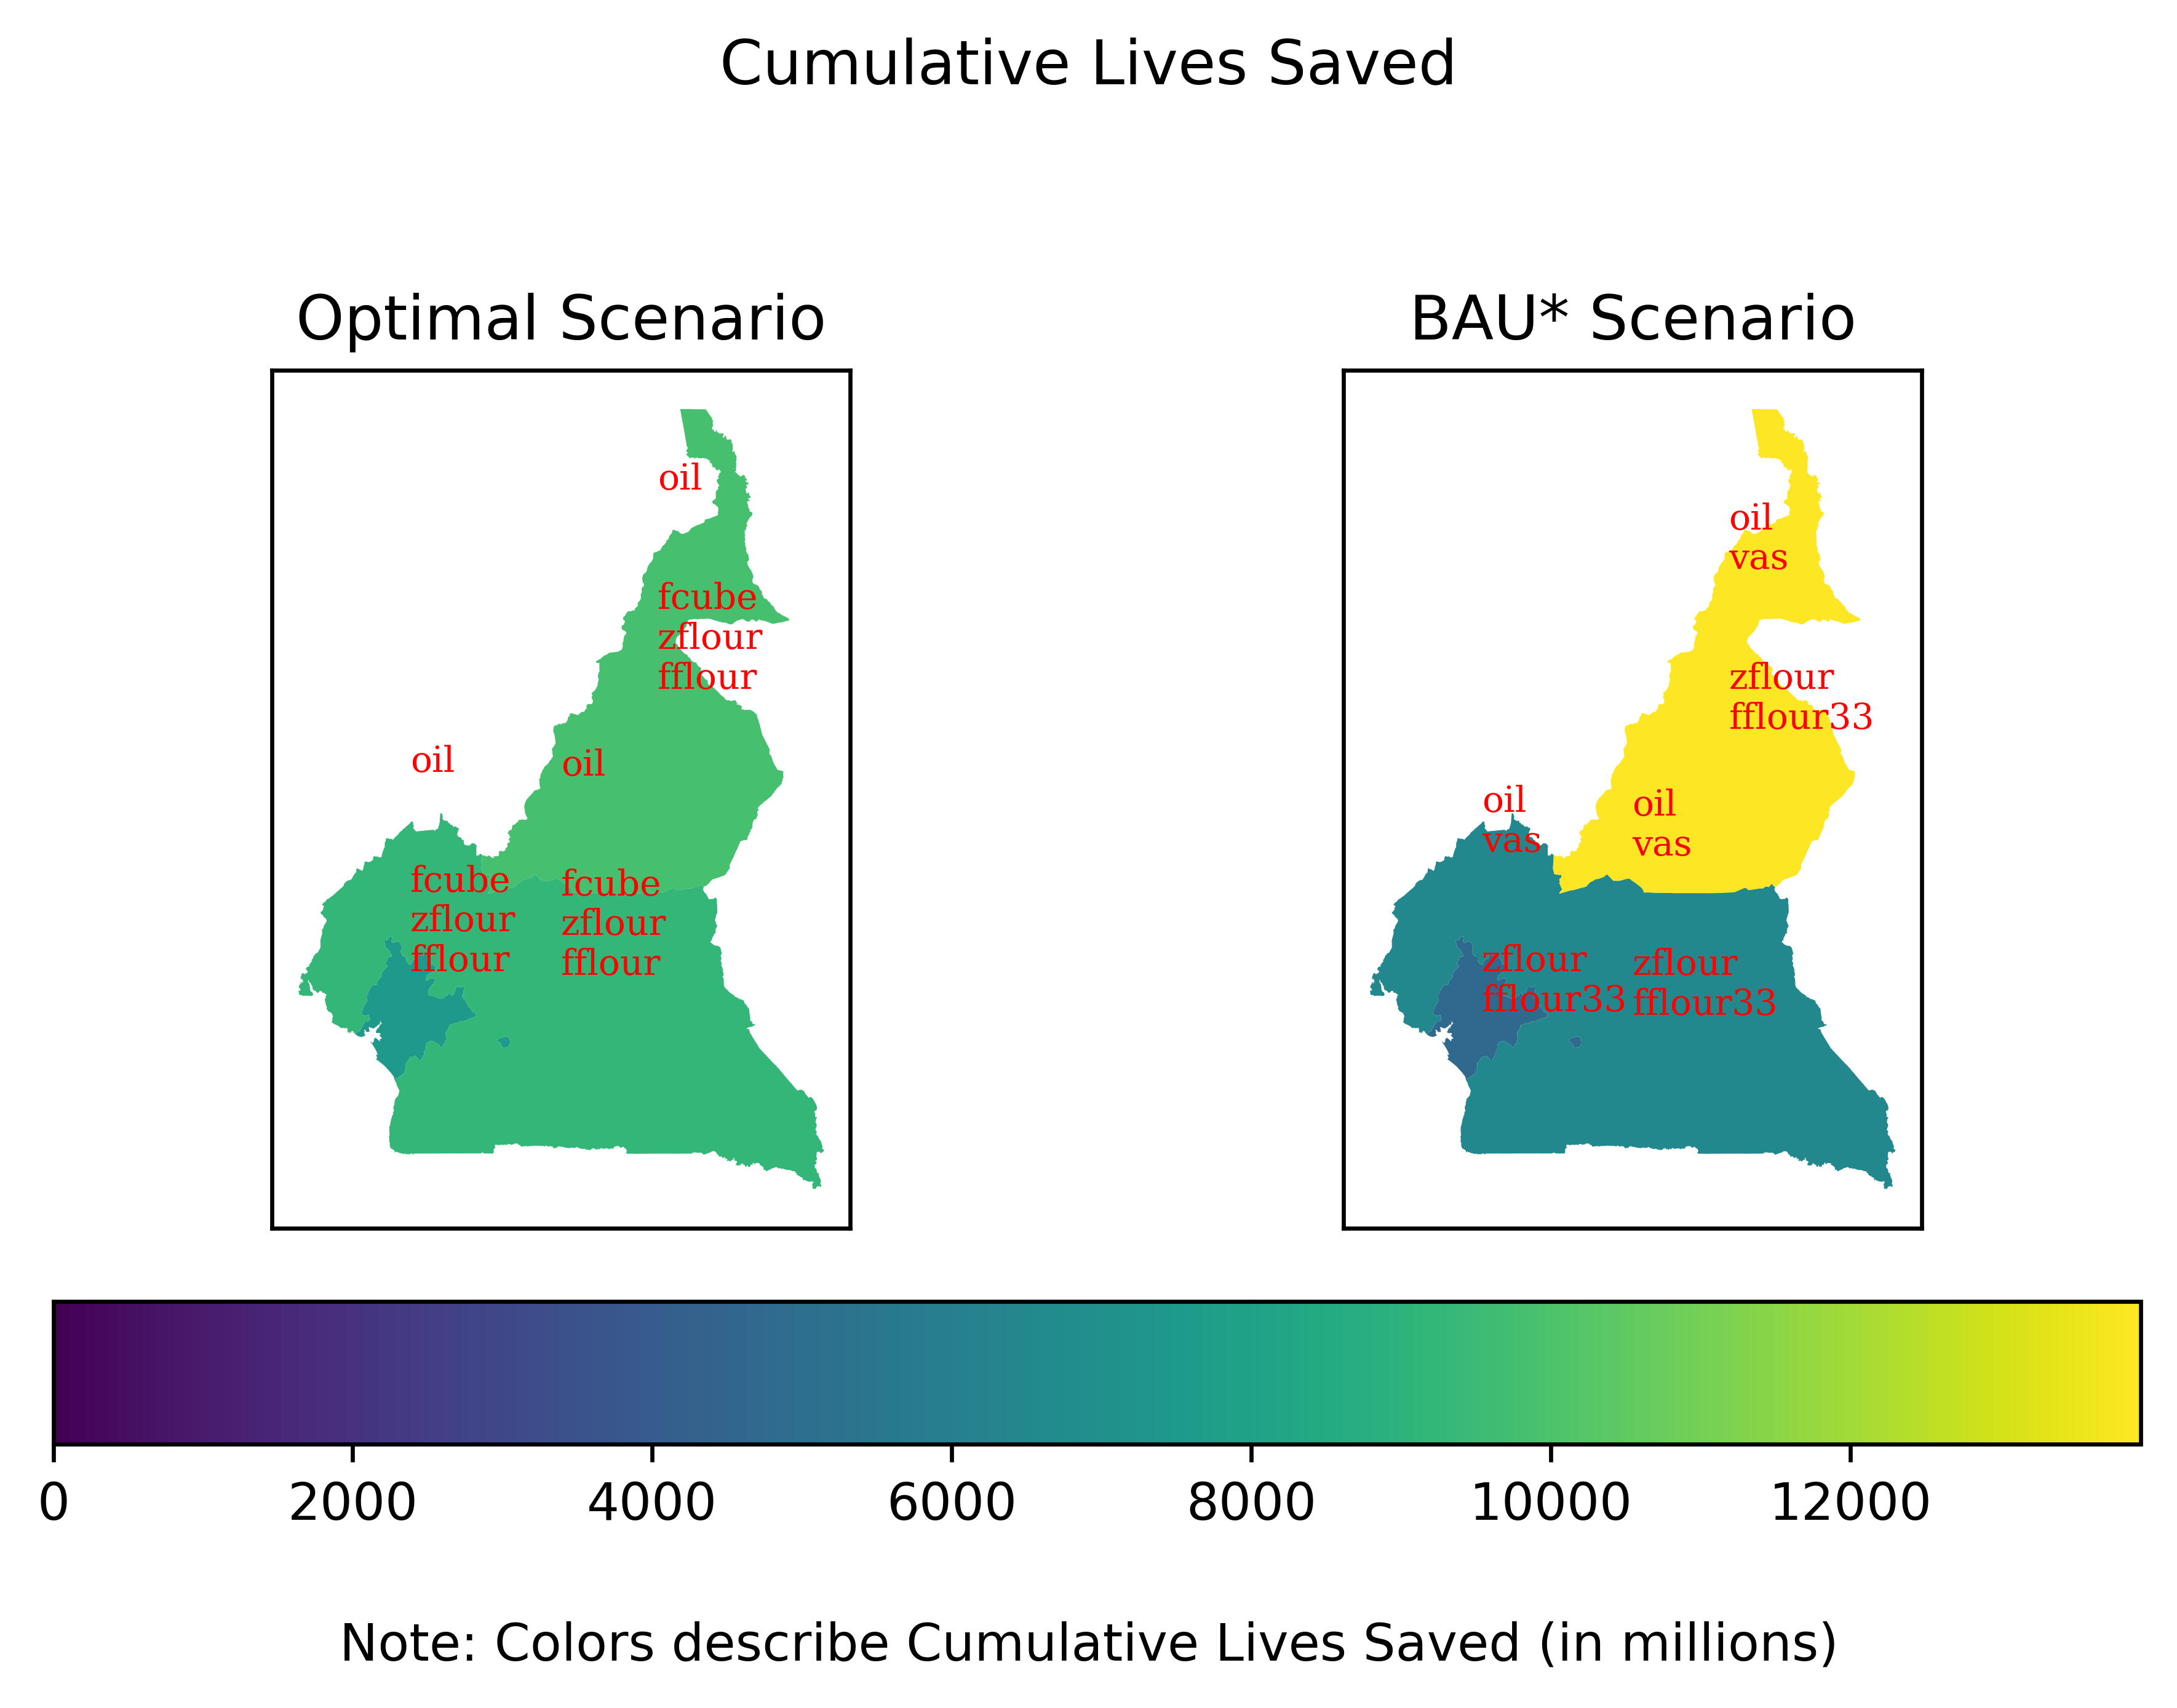 Cumulative Lives Saved
Optimal Scenario
oil
fcube
zflour
fflour
oil
oil
fcube
zflour
fflour
fcube
zflour
fflour
BAU* Scenario
oil
vas
zflour
fflour33
oil
vas
oil
vas
zflour
fflour33
zflour
fflour33
0 2000 4000 6000 8000 10000 12000
Note: Colors describe Cumulative Lives Saved (in millions)